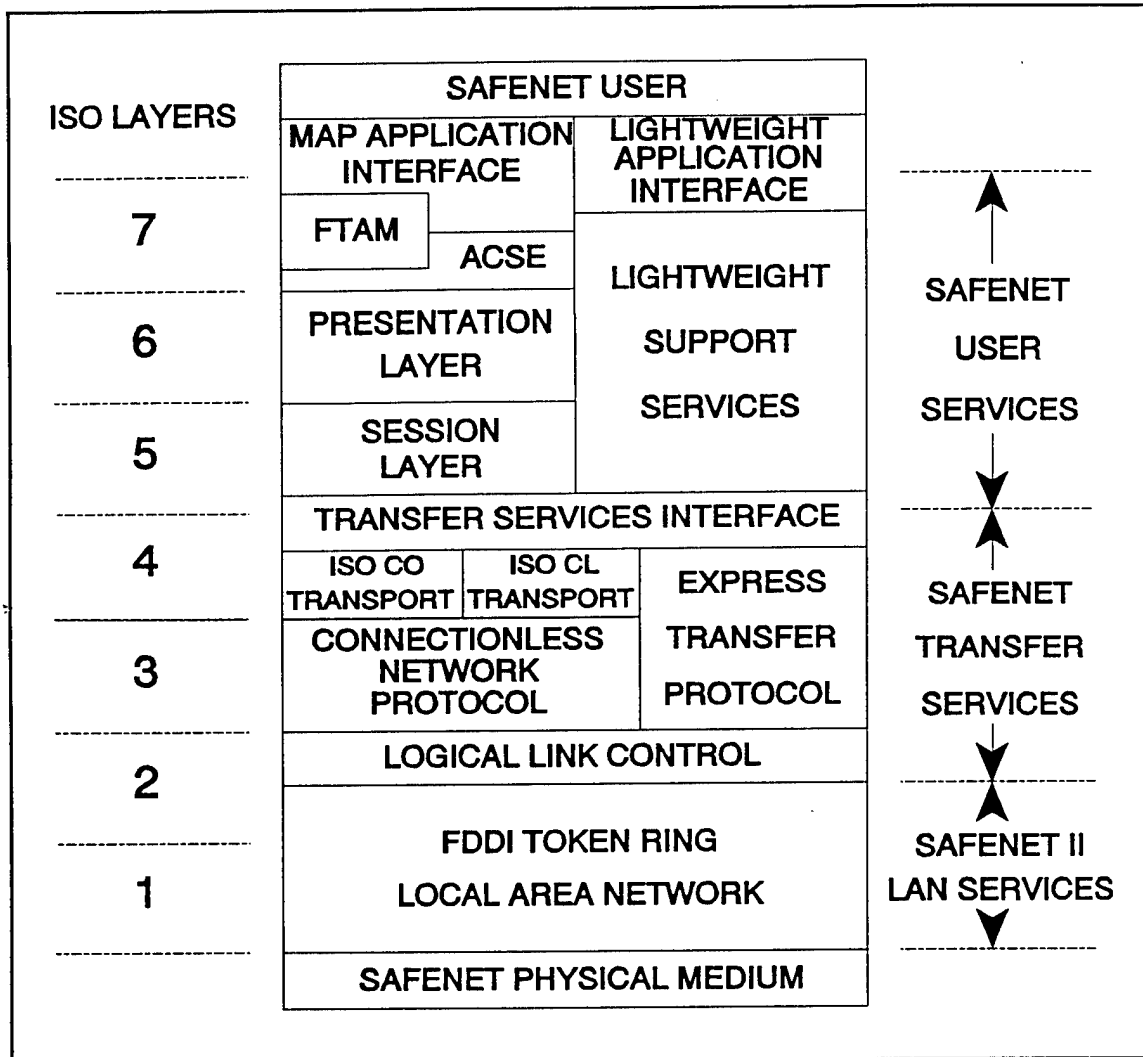 ISO LAYERS
7
6
5
4
3
2
1
SAFENET USER
MAP APPLICATION
INTERFACE
LIGHTWEIGHT
APPLICATION
INTERFACE
FTAM
ACSE
PRESENTATION
LAYER
SESSION
LAYER
LIGHTWEIGHT
SUPPORT
SERVICES
TRANSFER SERVICES INTERFACE
ISO CO
TRANSPORT
ISO CL
TRANSPORT
CONNECTIONLESS
NETWORK
PROTOCOL
EXPRESS
TRANSFER
PROTOCOL
LOGICAL LINK CONTROL
FDDI TOKEN RING
LOCAL AREA NETWORK
SAFENET PHYSICAL MEDIUM
SAFENET
USER
SERVICES
SAFENET
TRANSFER
SERVICES
SAFENET II
LAN SERVICES